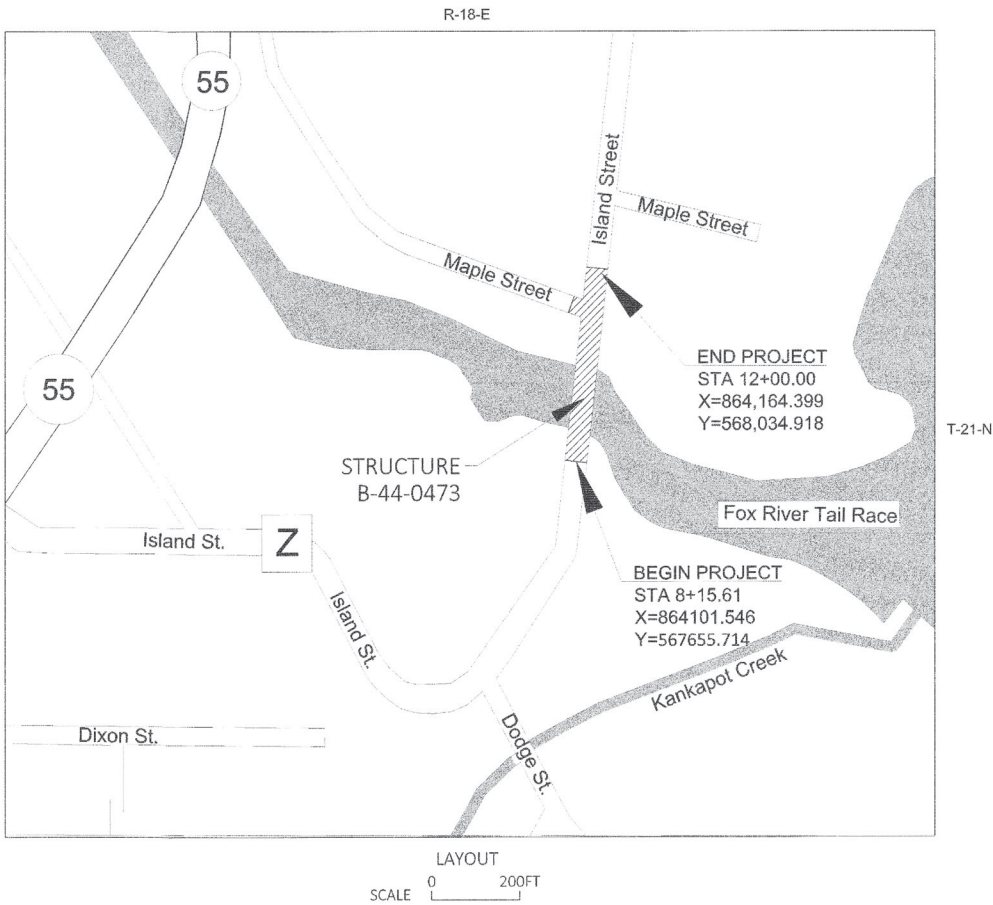 R-18-E
55
Island Street
Maple Street
Maple Street
END PROJECT
STA 12+00.00
X=864,164.399
Y=568,034.918
55
T-21-N
STRUCTURE
B-44-0473
Fox River Tail Race
Island St.
Z
BEGIN PROJECT
STA 8+15.61
X=864101.546
Y=567655.714
Island St.
Kankapot Creek
Dixon St.
Dodge St.
LAYOUT
SCALE 0 200FT